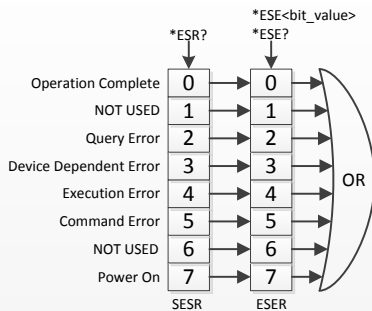 *ESE<bit_value>
*ESR? *ESE?
Operation Complete 0 0
NOT USED 1 1
Query Error 2 2
Device Dependent Error 3 3
Execution Error 4 4 OR
Command Error 5 5
NOT USED 6 6
Power On 7 7
SESR ESER